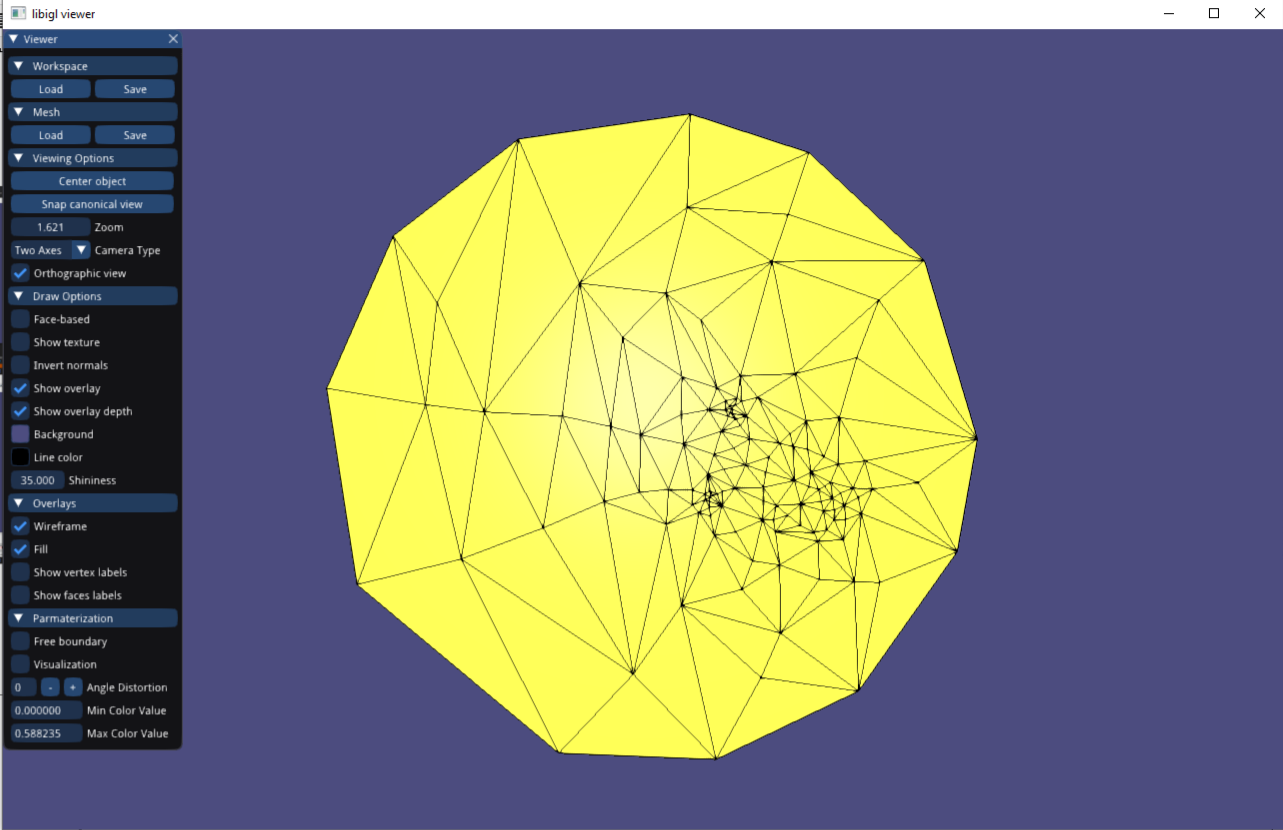 libigl viewer
Viewer
Workspace
Load Save
Mesh
Load Save
Viewing Options
Center object
Snap canonical view
1.621 Zoom
Two Axes Camera Type
Orthographic view
Draw Options
Face-based
Show texture
Invert normals
Show overlay
Show overlay depth
Background
Line color
35.000 Shininess
Overlays
Wireframe
Fill
Show vertex labels
Show faces labels
Parmaterization
Free boundary
Visualization
0 - + Angle Distortion
0.000000 Min Color Value
0.588235 Max Color Value